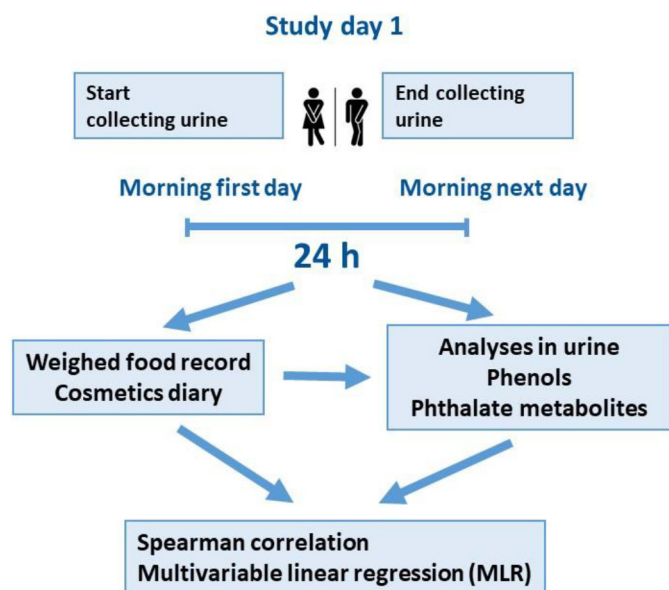 Study day 1
Start
collecting urine
End collecting
urine
Morning first day
Morning next day
24 h
Weighed food record
Cosmetics diary
Analyses in urine
Phenols
Phthalate metabolites
Spearman correlation
Multivariable linear regression (MLR)